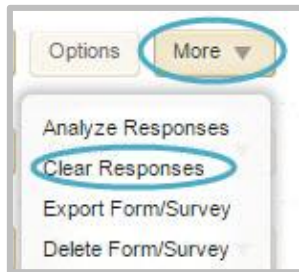 Options More
Analyze Responses
Clear Responses
Export Form/Survey
Delete Form/Survey